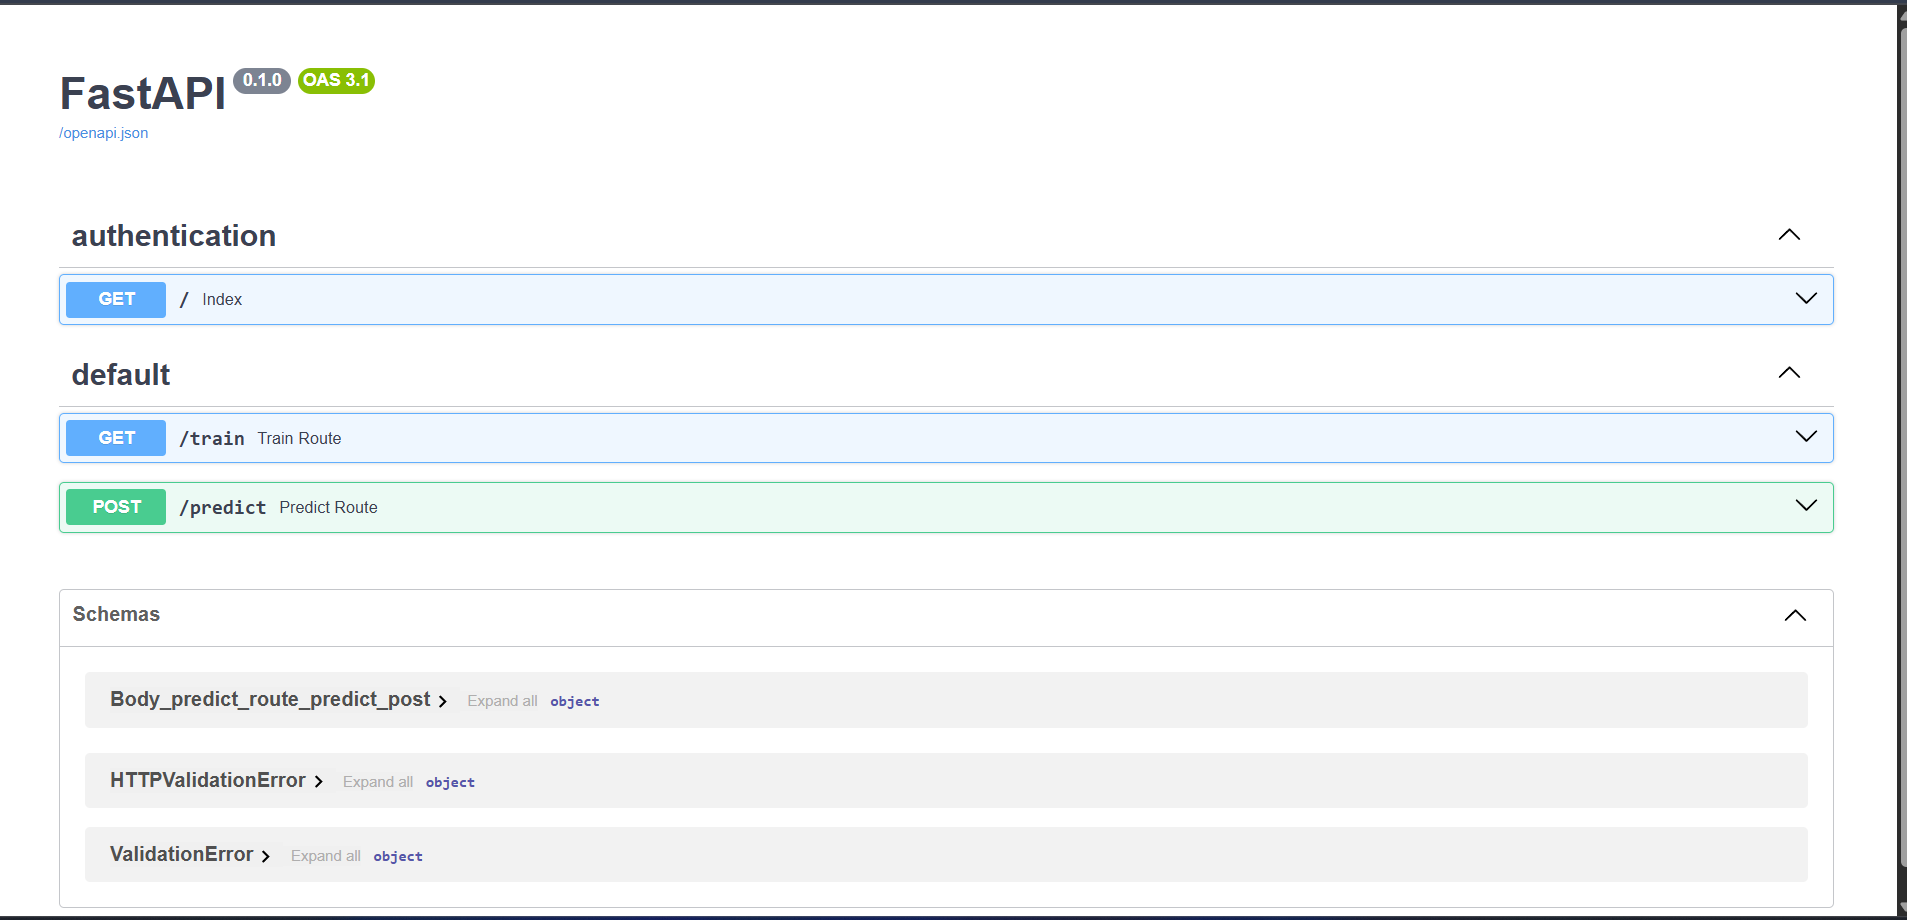 FastAPI 0.1.0 OAS 3.1
/openapi.json
authentication
GET / Index
default
GET /train Train Route
POST /predict Predict Route
Schemas
Body_predict_route_predict_post Expand all object
HTTPValidationError Expand all object
ValidationError Expand all object